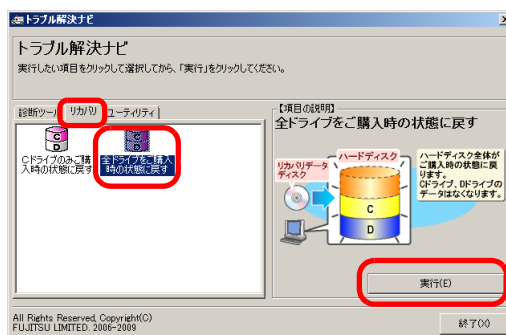 トラブル解決ナビ
トラブル解決ナビ
実行したい項目をクリックして選択してから、「実行」をクリックしてください。
診断ツール
リカバリ
ユーティリティ
C
D
Cドライブのみご購
入時の状態に戻す
C
D
全ドライブをご購入
時の状態に戻す
【項目の説明】
全ドライブをご購入時の状態に戻す
リカバリデータ
ディスク
ハードディスク
C
D
ハードディスク全体が
ご購入時の状態に戻
ります。
Cドライブ、Dドライブの
データはなくなります。
実行(E)
All Rights Reserved, Copyright(C)
FUJITSU LIMITED. 2006-2009
終了(X)